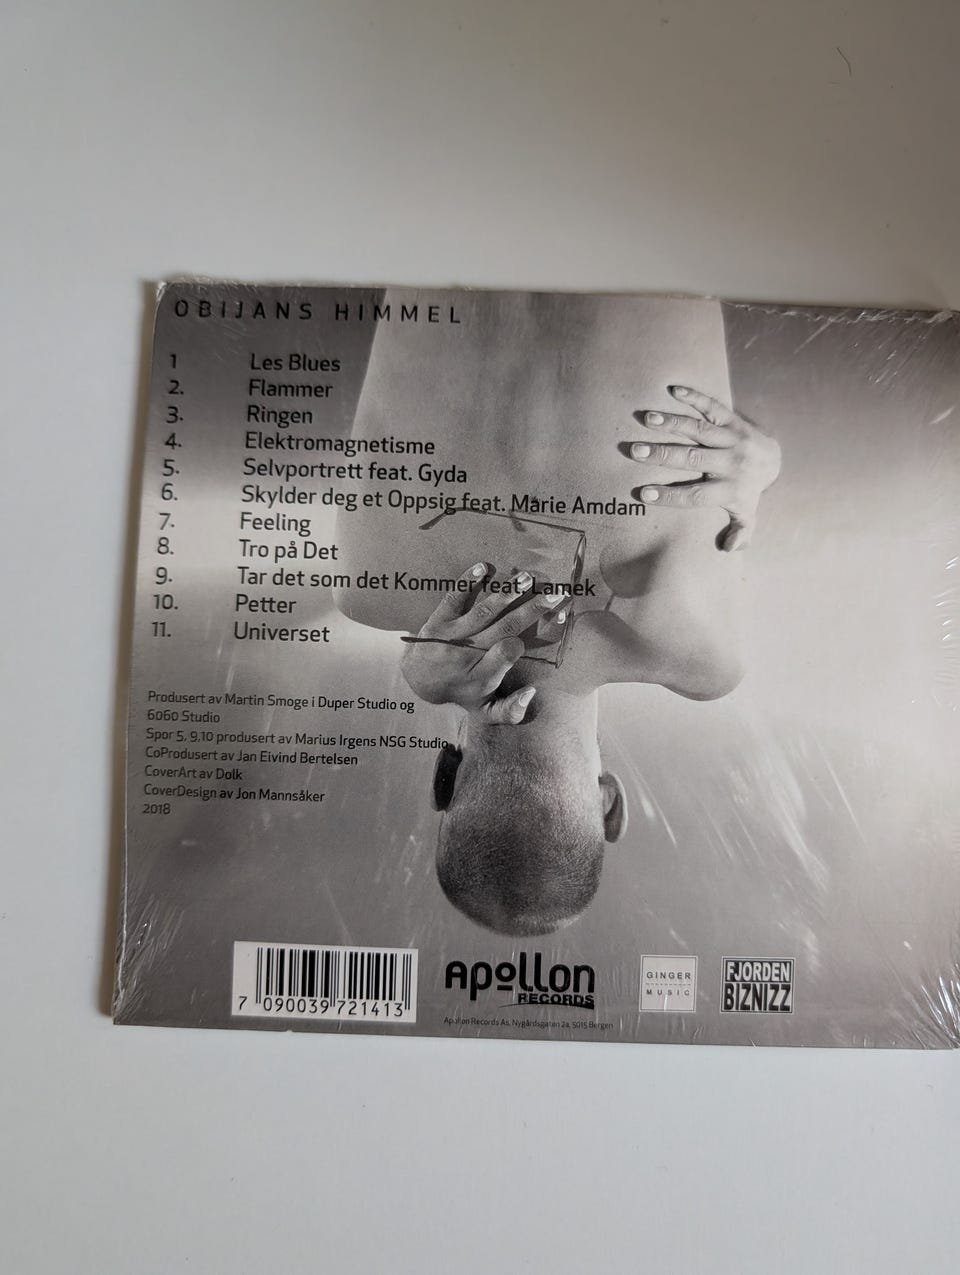 OBIJANS HIMMEL
1 Les Blues
2. Flammer
3. Ringen
4. Elektromagnetisme
5. Selvportrett feat. Gyda
6. Skylder deg et Oppsig feat. Marie Amdam
7. Feeling
8. Tro på Det
9. Tar det som det Kommer feat. Lamek
10. Petter
11. Universet
Produsert av Martin Smoge i Duper Studio og
6060 Studio
Spor 5, 9,10 produsert av Marius Irgens NSG Studio
CoProdusert av Jan Eivind Bertelsen
CoverArt av Dolk
CoverDesign av Jon Mannsåker
2018
7 090039 721413
Apollon
RECORDS
Apollon Records As, Nygårdsgaten 2a, 5015 Bergen
GINGER
MUSIC
FJORDEN
BIZNIZZ